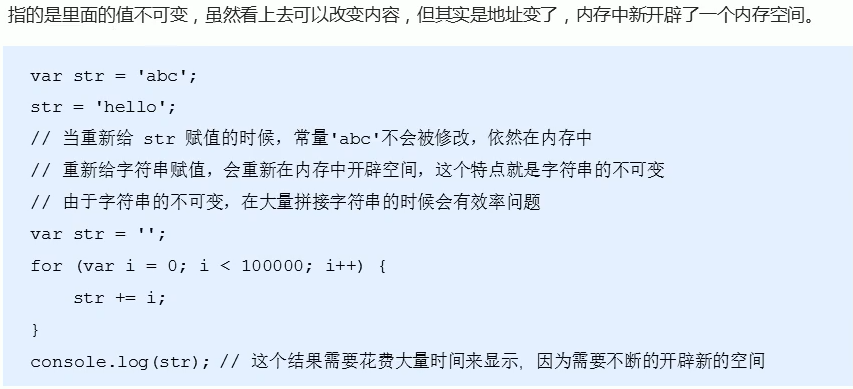 指的是里面的值不可变，虽然看上去可以改变内容，但其实是地址变了，内存中新开辟了一个内存空间。
var str = 'abc';
str = 'hello';
// 当重新给 str 赋值的时候，常量'abc'不会被修改，依然在内存中
// 重新给字符串赋值，会重新在内存中开辟空间，这个特点就是字符串的不可变
// 由于字符串的不可变，在大量拼接字符串的时候会有效率问题
var str = '';
for (var i = 0; i < 100000; i++) {
    str += i;
}
console.log(str); // 这个结果需要花费大量时间来显示，因为需要不断的开辟新的空间